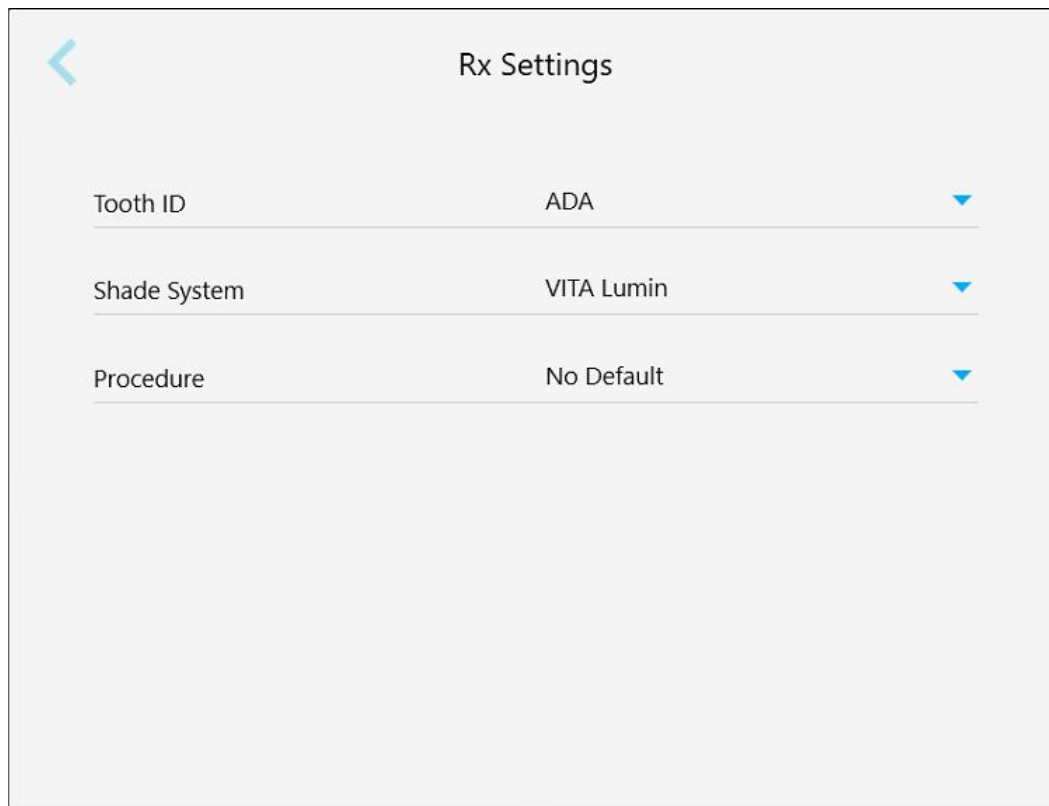 Rx Settings
Tooth ID ADA
Shade System VITA Lumin
Procedure No Default